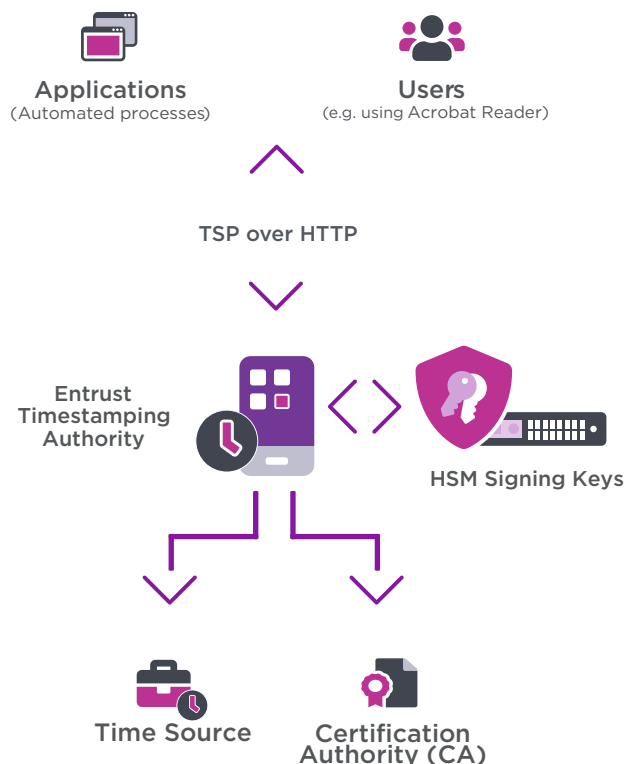 Applications
(Automated processes)
Users
(e.g. using Acrobat Reader)
TSP over HTTP
Entrust
Timestamping
Authority
HSM Signing Keys
Time Source
Certification
Authority (CA)